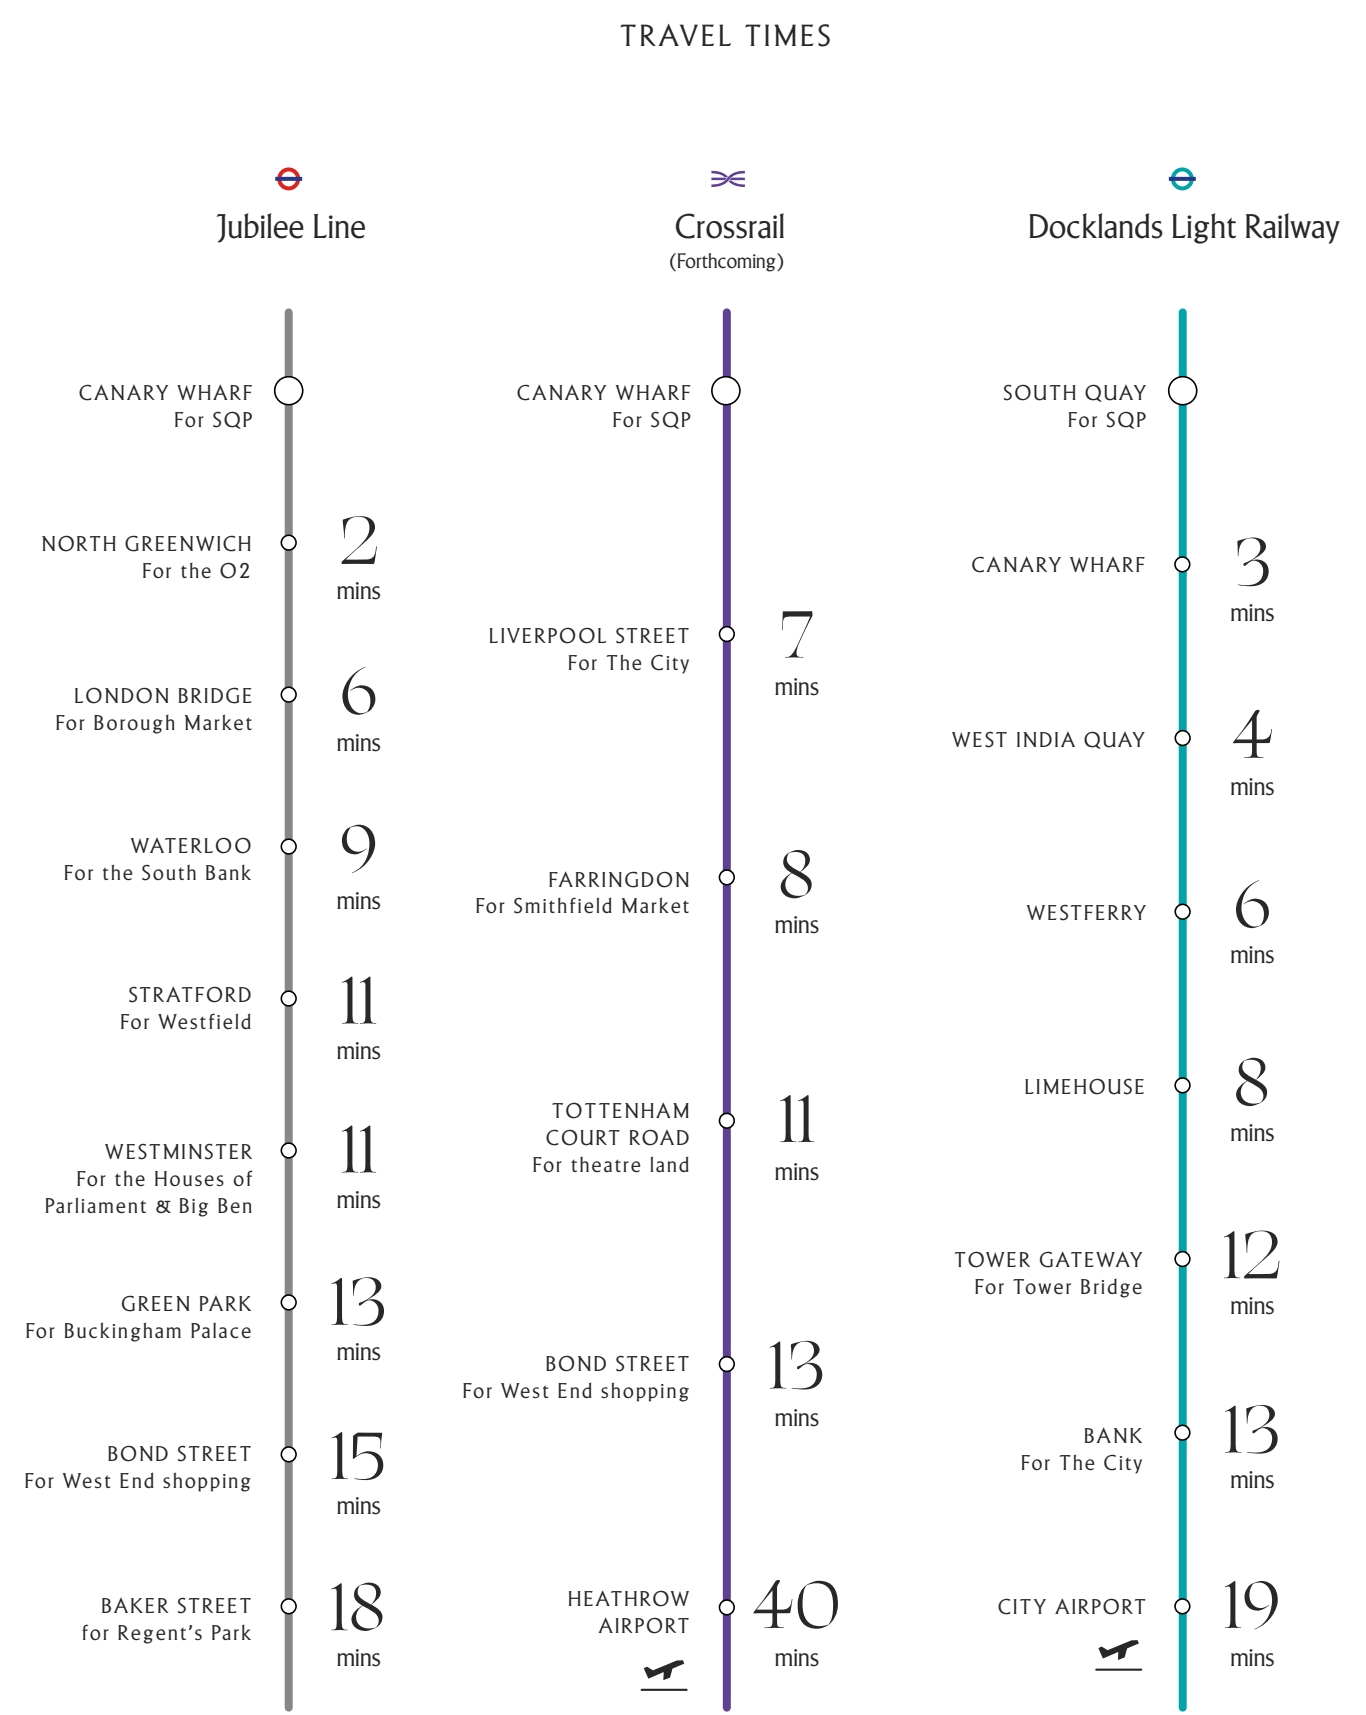 TRAVEL TIMES
Jubilee Line
CANARY WHARF
For SQP
NORTH GREENWICH
For the O2
2
mins
LONDON BRIDGE
For Borough Market
6
mins
WATERLOO
For the South Bank
9
mins
STRATFORD
For Westfield
11
mins
WESTMINSTER
For the Houses of
Parliament & Big Ben
11
mins
GREEN PARK
For Buckingham Palace
13
mins
BOND STREET
For West End shopping
15
mins
BAKER STREET
for Regent's Park
18
mins
Crossrail
(Forthcoming)
CANARY WHARF
For SQP
LIVERPOOL STREET
For The City
7
mins
FARRINGDON
For Smithfield Market
8
mins
TOTTENHAM
COURT ROAD
For theatre land
11
mins
BOND STREET
For West End shopping
13
mins
HEATHROW
AIRPORT
40
mins
Docklands Light Railway
SOUTH QUAY
For SQP
CANARY WHARF
3
mins
WEST INDIA QUAY
4
mins
WESTFERRY
6
mins
LIMEHOUSE
8
mins
TOWER GATEWAY
For Tower Bridge
12
mins
BANK
For The City
13
mins
CITY AIRPORT
19
mins